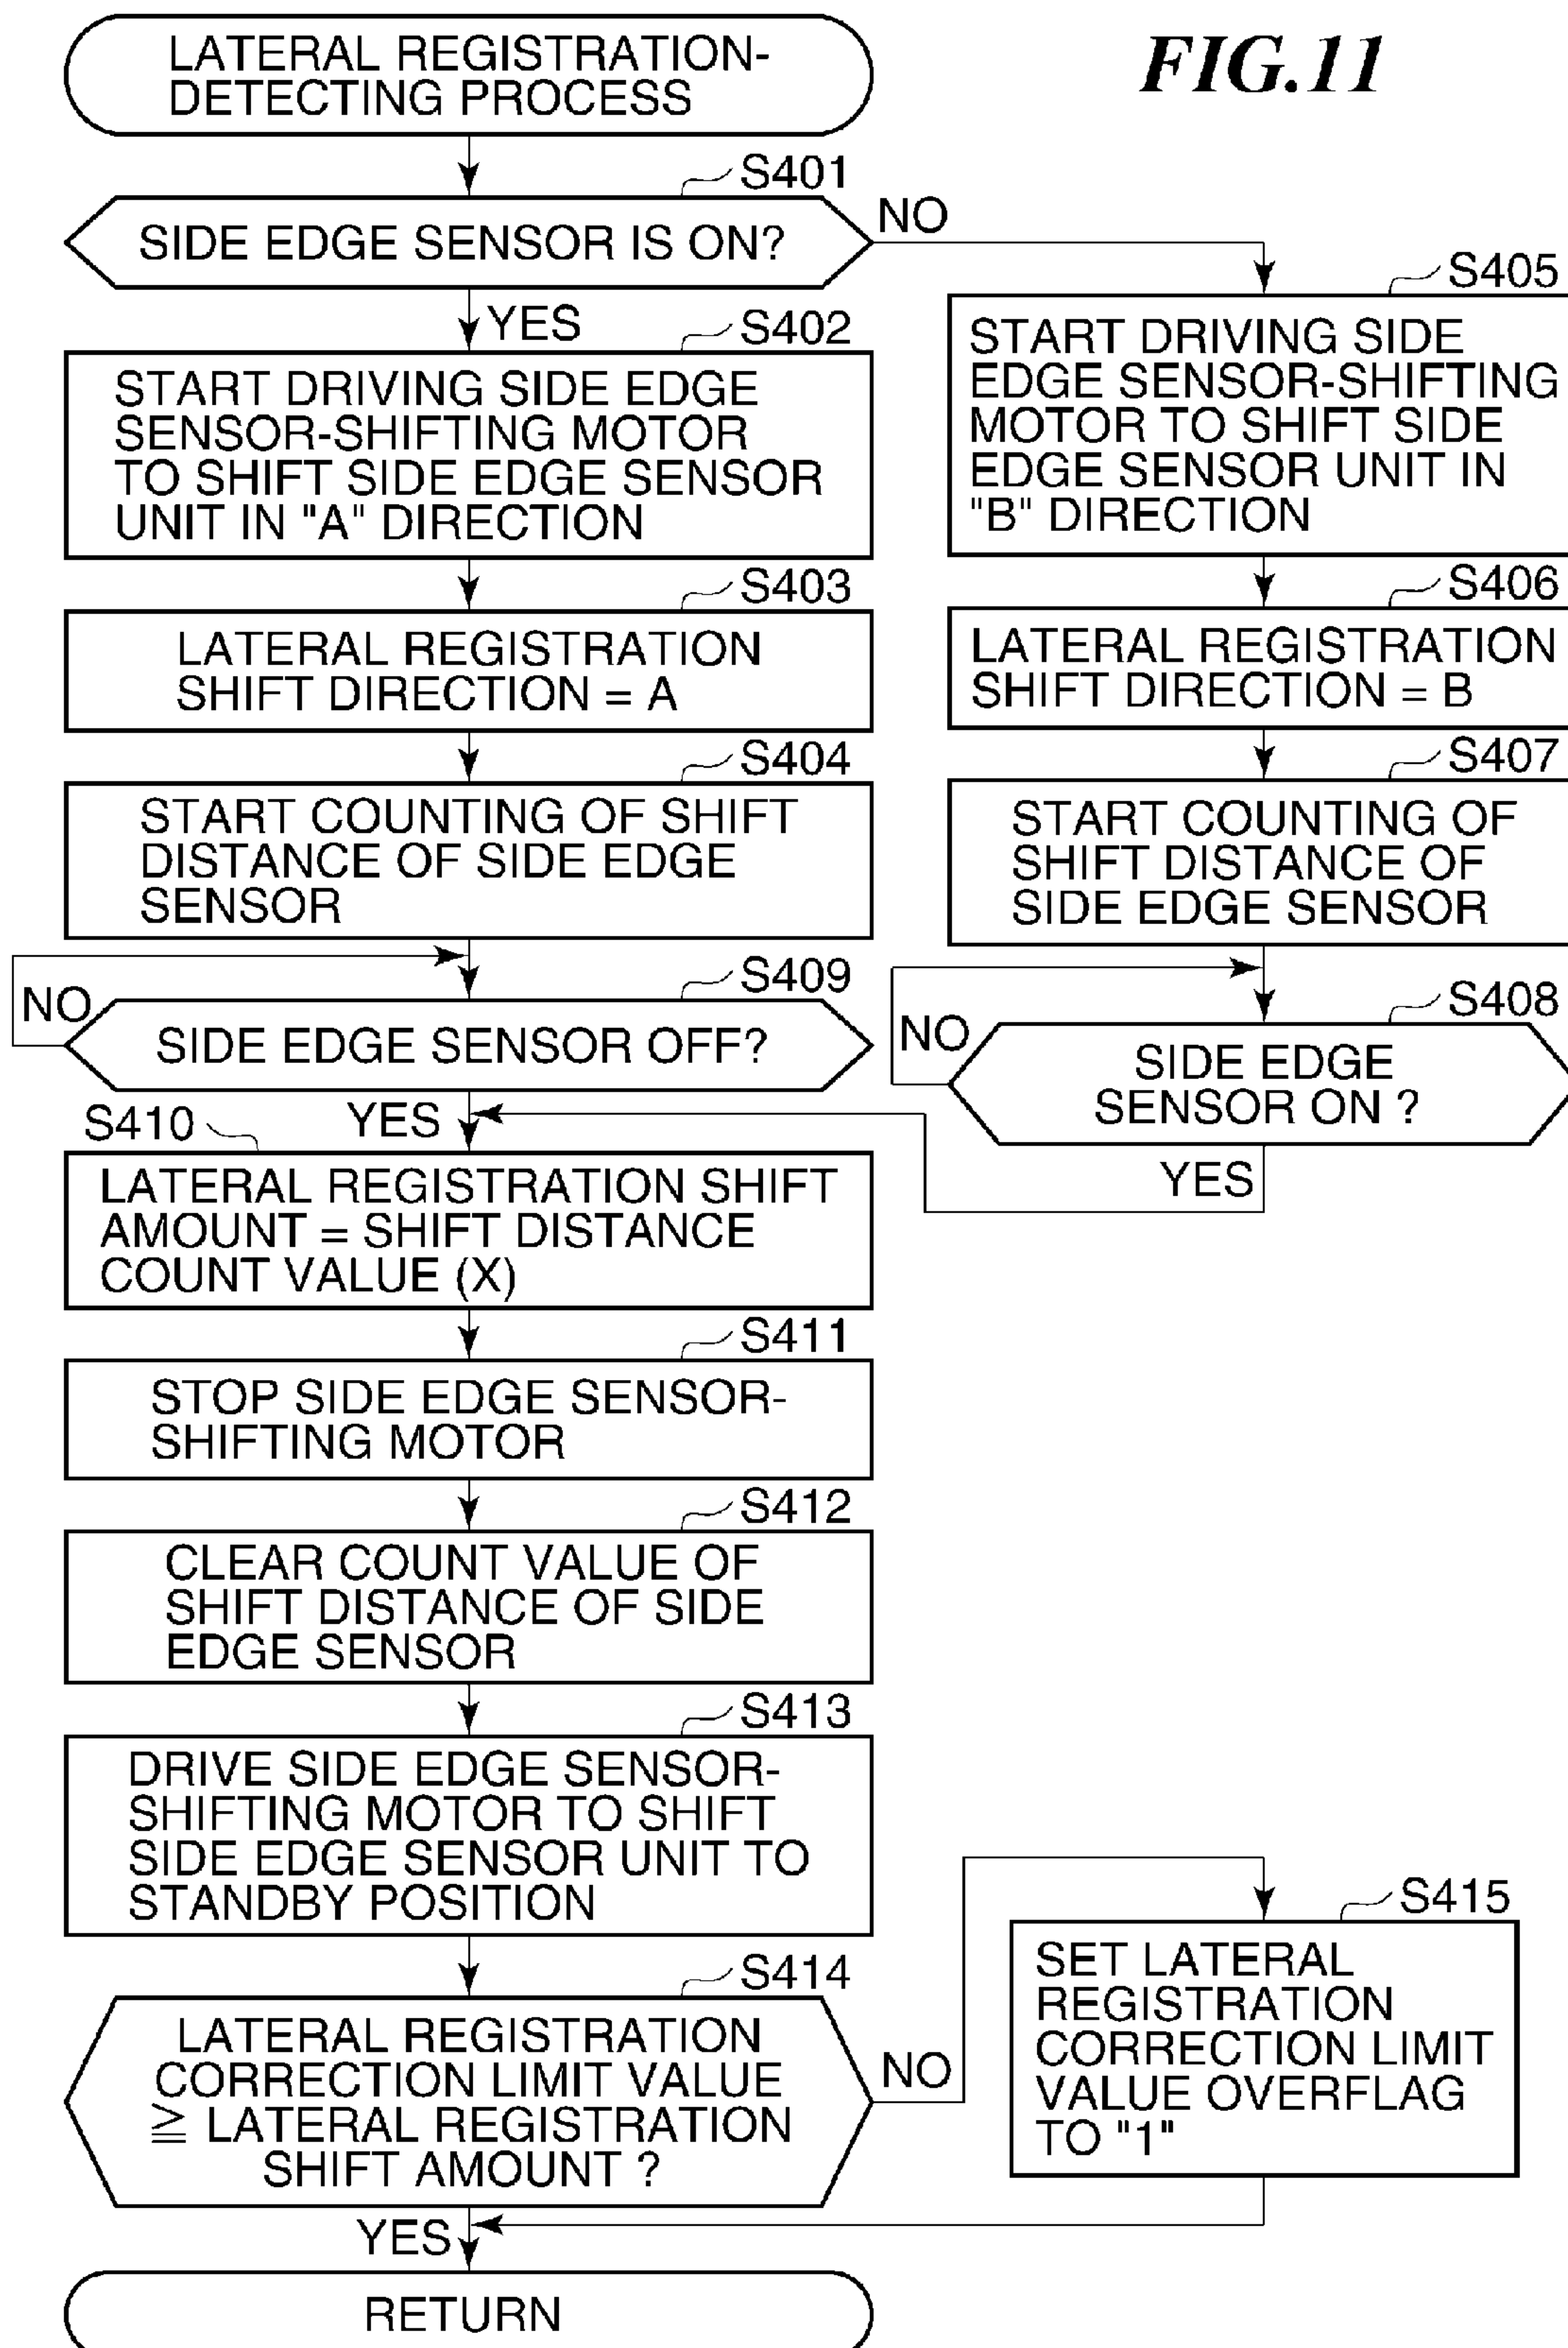 FIG.11
LATERAL REGISTRATION-
DETECTING PROCESS
S401
SIDE EDGE SENSOR IS ON?
NO
YES
S402
START DRIVING SIDE EDGE
SENSOR-SHIFTING MOTOR
TO SHIFT SIDE EDGE SENSOR
UNIT IN "A" DIRECTION
S403
LATERAL REGISTRATION
SHIFT DIRECTION = A
S404
START COUNTING OF SHIFT
DISTANCE OF SIDE EDGE
SENSOR
S405
START DRIVING SIDE
EDGE SENSOR-SHIFTING
MOTOR TO SHIFT SIDE
EDGE SENSOR UNIT IN
"B" DIRECTION
S406
LATERAL REGISTRATION
SHIFT DIRECTION = B
S407
START COUNTING OF
SHIFT DISTANCE OF
SIDE EDGE SENSOR
S408
NO
SIDE EDGE
SENSOR ON ?
YES
S409
NO
SIDE EDGE SENSOR OFF?
YES
S410
LATERAL REGISTRATION SHIFT
AMOUNT = SHIFT DISTANCE
COUNT VALUE (X)
S411
STOP SIDE EDGE SENSOR-
SHIFTING MOTOR
S412
CLEAR COUNT VALUE OF
SHIFT DISTANCE OF SIDE
EDGE SENSOR
S413
DRIVE SIDE EDGE SENSOR-
SHIFTING MOTOR TO SHIFT
SIDE EDGE SENSOR UNIT TO
STANDBY POSITION
S414
LATERAL REGISTRATION
CORRECTION LIMIT VALUE
≧ LATERAL REGISTRATION
SHIFT AMOUNT ?
NO
YES
S415
SET LATERAL
REGISTRATION
CORRECTION LIMIT
VALUE OVERFLAG
TO "1"
RETURN